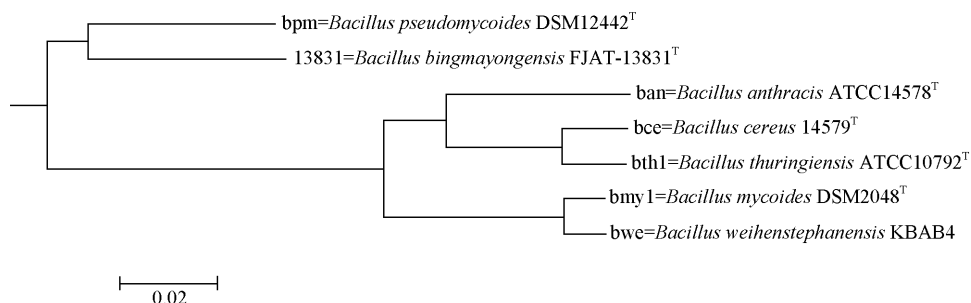 bpm=Bacillus pseudomycoides DSM12442ᵀ
13831=Bacillus bingmayongensis FJAT-13831ᵀ
ban=Bacillus anthracis ATCC14578ᵀ
bce=Bacillus cereus 14579ᵀ
bth1=Bacillus thuringiensis ATCC10792ᵀ
bmy1=Bacillus mycoides DSM2048ᵀ
bwe=Bacillus weihenstephanensis KBAB4
0.02